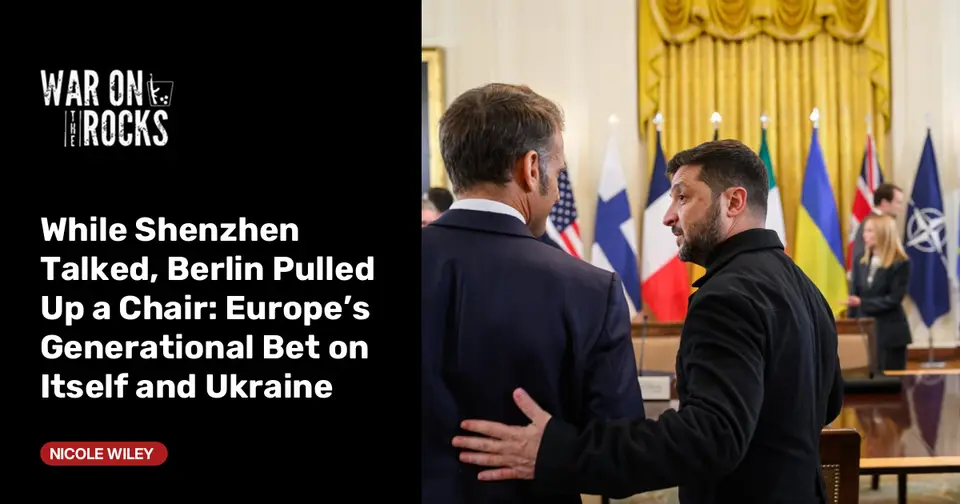 WAR ON
THE
ROCKS
While Shenzhen
Talked, Berlin Pulled
Up a Chair: Europe’s
Generational Bet on
Itself and Ukraine
NICOLE WILEY